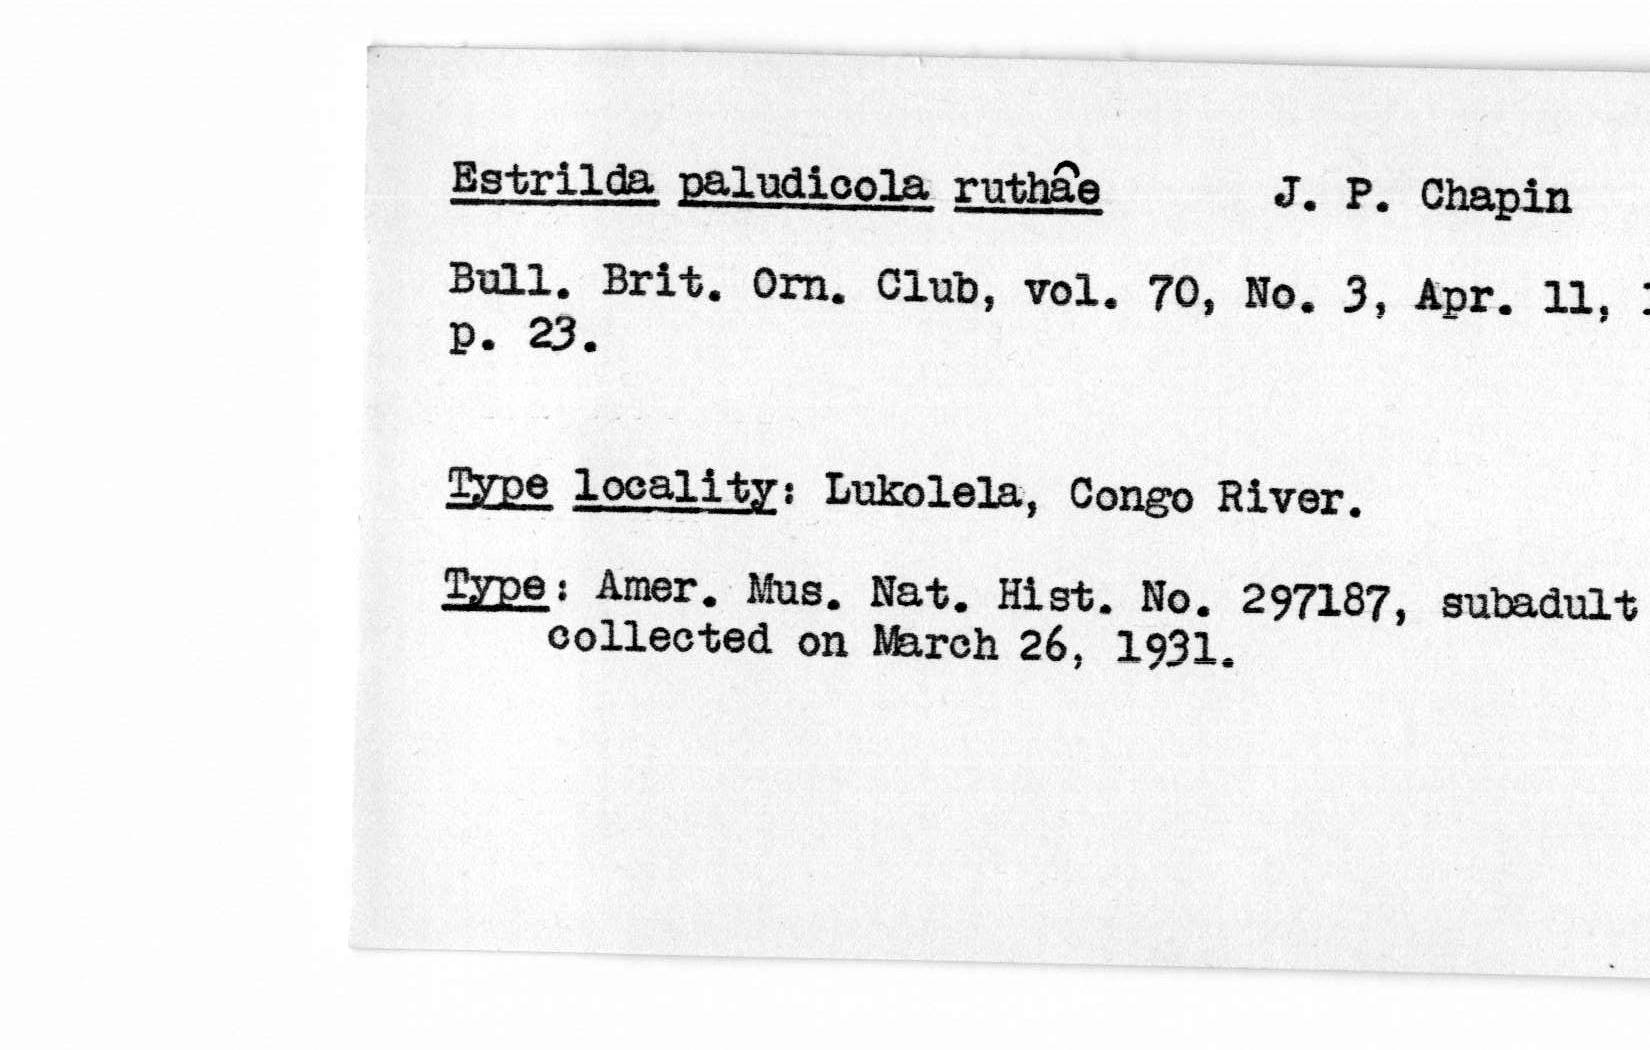 Estrilda paludicola ruthae J. P. Chapin
Bull. Brit. Orn. Club, vol. 70, No. 3, Apr. 11,
p. 23.
Type locality: Lukolela, Congo River.
Type: Amer. Mus. Nat. Hist. No. 297187, subadult
collected on March 26, 1931.